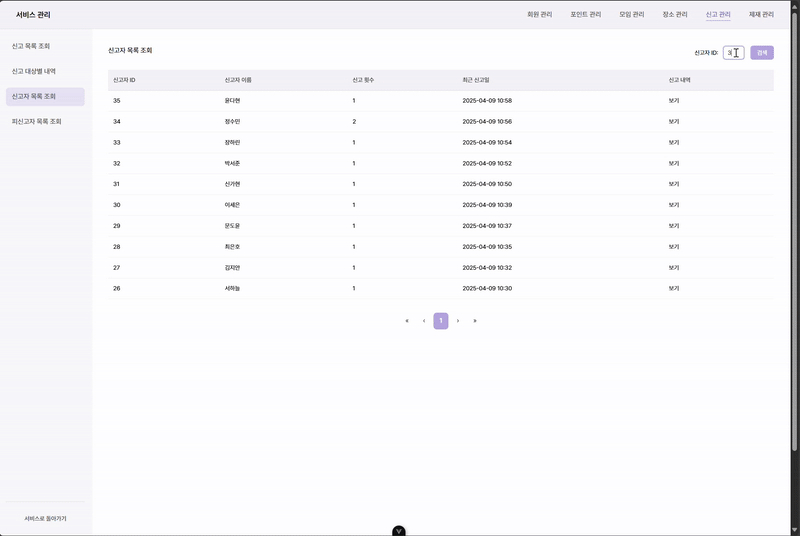 서비스 관리
회원 관리 포인트 관리 모임 관리 장소 관리 신고 관리 제재 관리
신고 목록 조회
신고 대상별 내역
신고자 목록 조회
피신고자 목록 조회
서비스로 돌아가기
신고자 목록 조회
신고자 ID: 3 검색
신고자 ID 신고자 이름 신고 횟수 최근 신고일 신고 내역
35 윤다현 1 2025-04-09 10:58 보기
34 정수민 2 2025-04-09 10:56 보기
33 장하린 1 2025-04-09 10:54 보기
32 박서준 1 2025-04-09 10:52 보기
31 신가현 1 2025-04-09 10:50 보기
30 이세은 1 2025-04-09 10:39 보기
29 문도윤 1 2025-04-09 10:37 보기
28 최은호 1 2025-04-09 10:35 보기
27 김지안 1 2025-04-09 10:32 보기
26 서하늘 1 2025-04-09 10:30 보기
« ‹ 1 › »